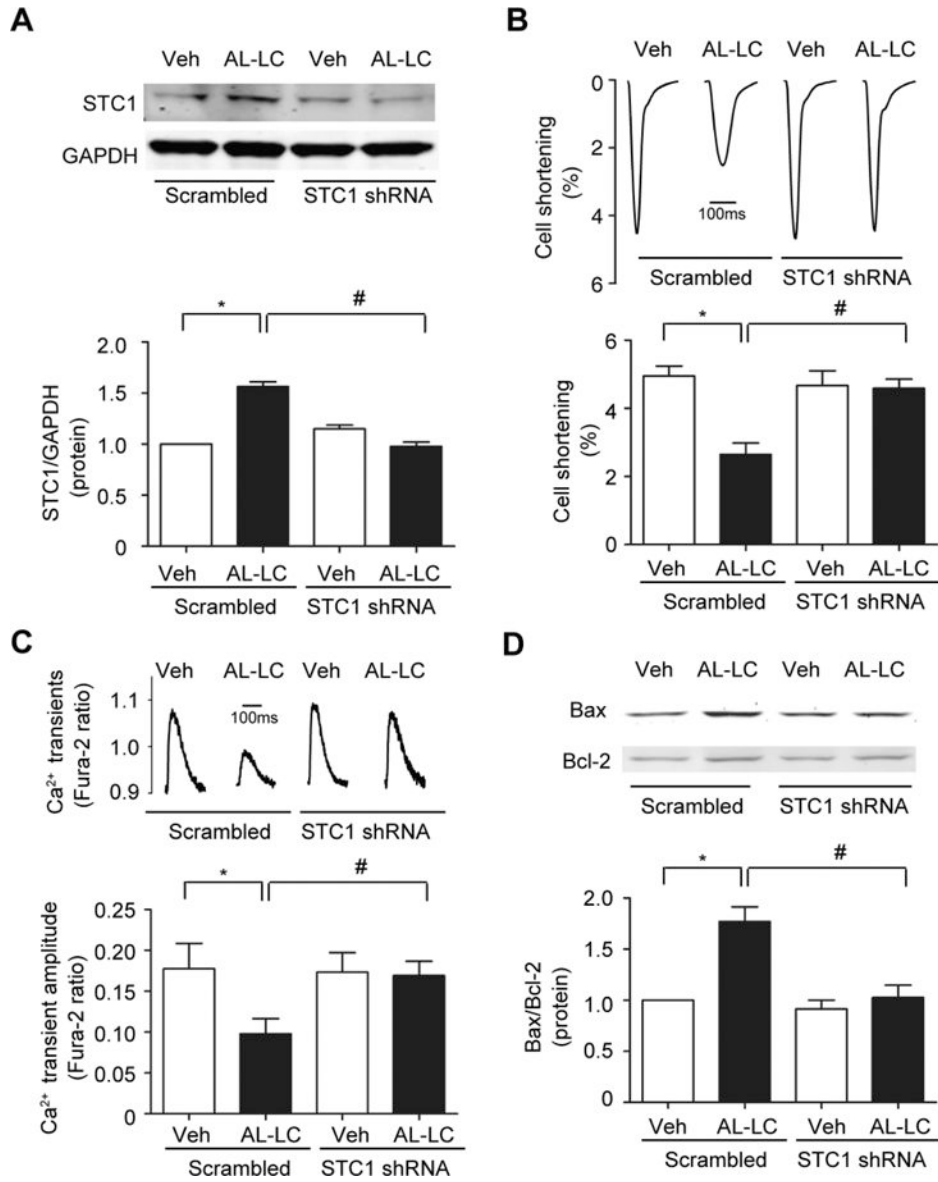 A
Veh AL-LC Veh AL-LC
STC1
GAPDH
Scrambled STC1 shRNA
* #
STC1/GAPDH
(protein)
2.0
1.5
1.0
0.5
0
Veh AL-LC Veh AL-LC
Scrambled STC1 shRNA
B
Veh AL-LC Veh AL-LC
Cell shortening
(%)
0
2
4
6
100ms
Scrambled STC1 shRNA
* #
Cell shortening
(%)
6
4
2
0
Veh AL-LC Veh AL-LC
Scrambled STC1 shRNA
C
Veh AL-LC Veh AL-LC
Ca²⁺ transients
(Fura-2 ratio)
1.1
1.0
0.9
100ms
Scrambled STC1 shRNA
* #
Ca²⁺ transient amplitude
(Fura-2 ratio)
0.25
0.20
0.15
0.10
0.05
0
Veh AL-LC Veh AL-LC
Scrambled STC1 shRNA
D
Veh AL-LC Veh AL-LC
Bax
Bcl-2
Scrambled STC1 shRNA
* #
Bax/Bcl-2
(protein)
2.0
1.5
1.0
0.5
0
Veh AL-LC Veh AL-LC
Scrambled STC1 shRNA